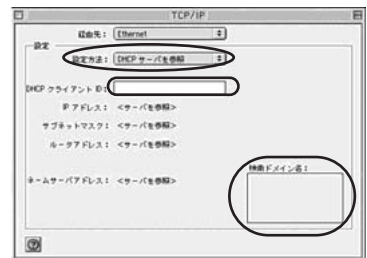 TCP/IP
経由先： Ethernet
設定
設定方法： DHCP サーバを参照
DHCP クライアント ID：
IP アドレス： <サーバを参照>
サブネットマスク： <サーバを参照>
ルータアドレス： <サーバを参照>
検索ドメイン名：
ネームサーバアドレス： <サーバを参照>
?